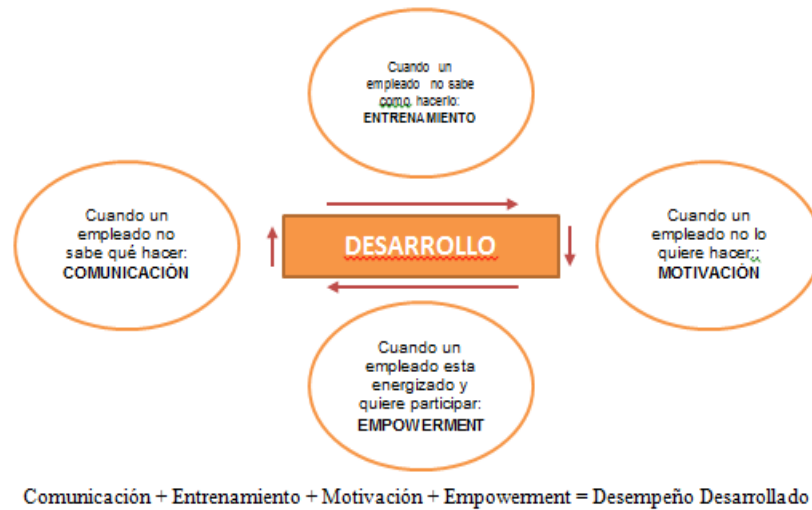 Cuando un
empleado no sabe
como hacerlo:
ENTRENAMIENTO
Cuando un
empleado no
sabe qué hacer:
COMUNICACIÓN
DESARROLLO
Cuando un
empleado no lo
quiere hacer;:
MOTIVACIÓN
Cuando un
empleado esta
energizado y
quiere participar:
EMPOWERMENT
Comunicación + Entrenamiento + Motivación + Empowerment = Desempeño Desarrollado